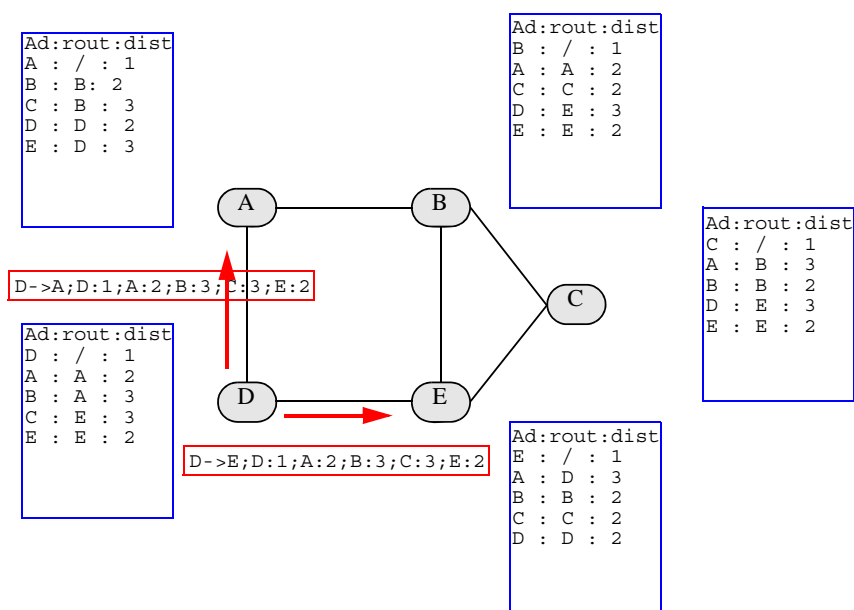 Ad:rout:dist
A : / : 1
B : B: 2
C : B : 3
D : D : 2
E : D : 3
Ad:rout:dist
B : / : 1
A : A : 2
C : C : 2
D : E : 3
E : E : 2
A
B
Ad:rout:dist
C : / : 1
A : B : 3
B : B : 2
D : E : 3
E : E : 2
D->A;D:1;A:2;B:3;C:3;E:2
C
Ad:rout:dist
D : / : 1
A : A : 2
B : A : 3
C : E : 3
E : E : 2
D
E
D->E;D:1;A:2;B:3;C:3;E:2
Ad:rout:dist
E : / : 1
A : D : 3
B : B : 2
C : C : 2
D : D : 2